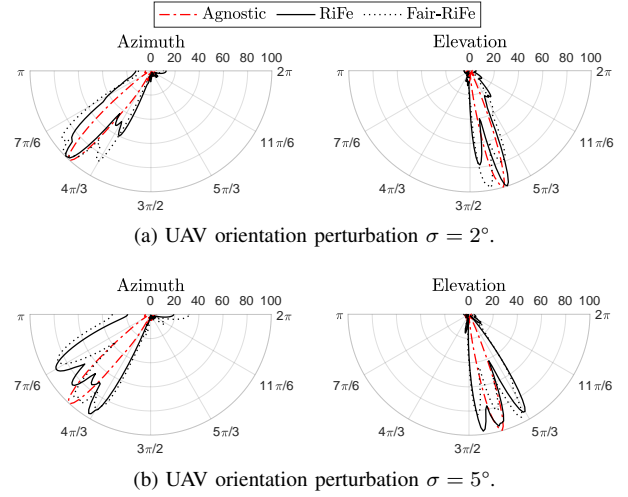 Agnostic RiFe Fair-RiFe
Azimuth Elevation
0 20 40 60 80 100 0 20 40 60 80 100
π 2π π 2π
7π/6 11π/6 7π/6 11π/6
4π/3 5π/3 4π/3 5π/3
3π/2 3π/2
(a) UAV orientation perturbation σ = 2°.
Azimuth Elevation
0 20 40 60 80 100 0 20 40 60 80 100
π 2π π 2π
7π/6 11π/6 7π/6 11π/6
4π/3 5π/3 4π/3 5π/3
3π/2 3π/2
(b) UAV orientation perturbation σ = 5°.